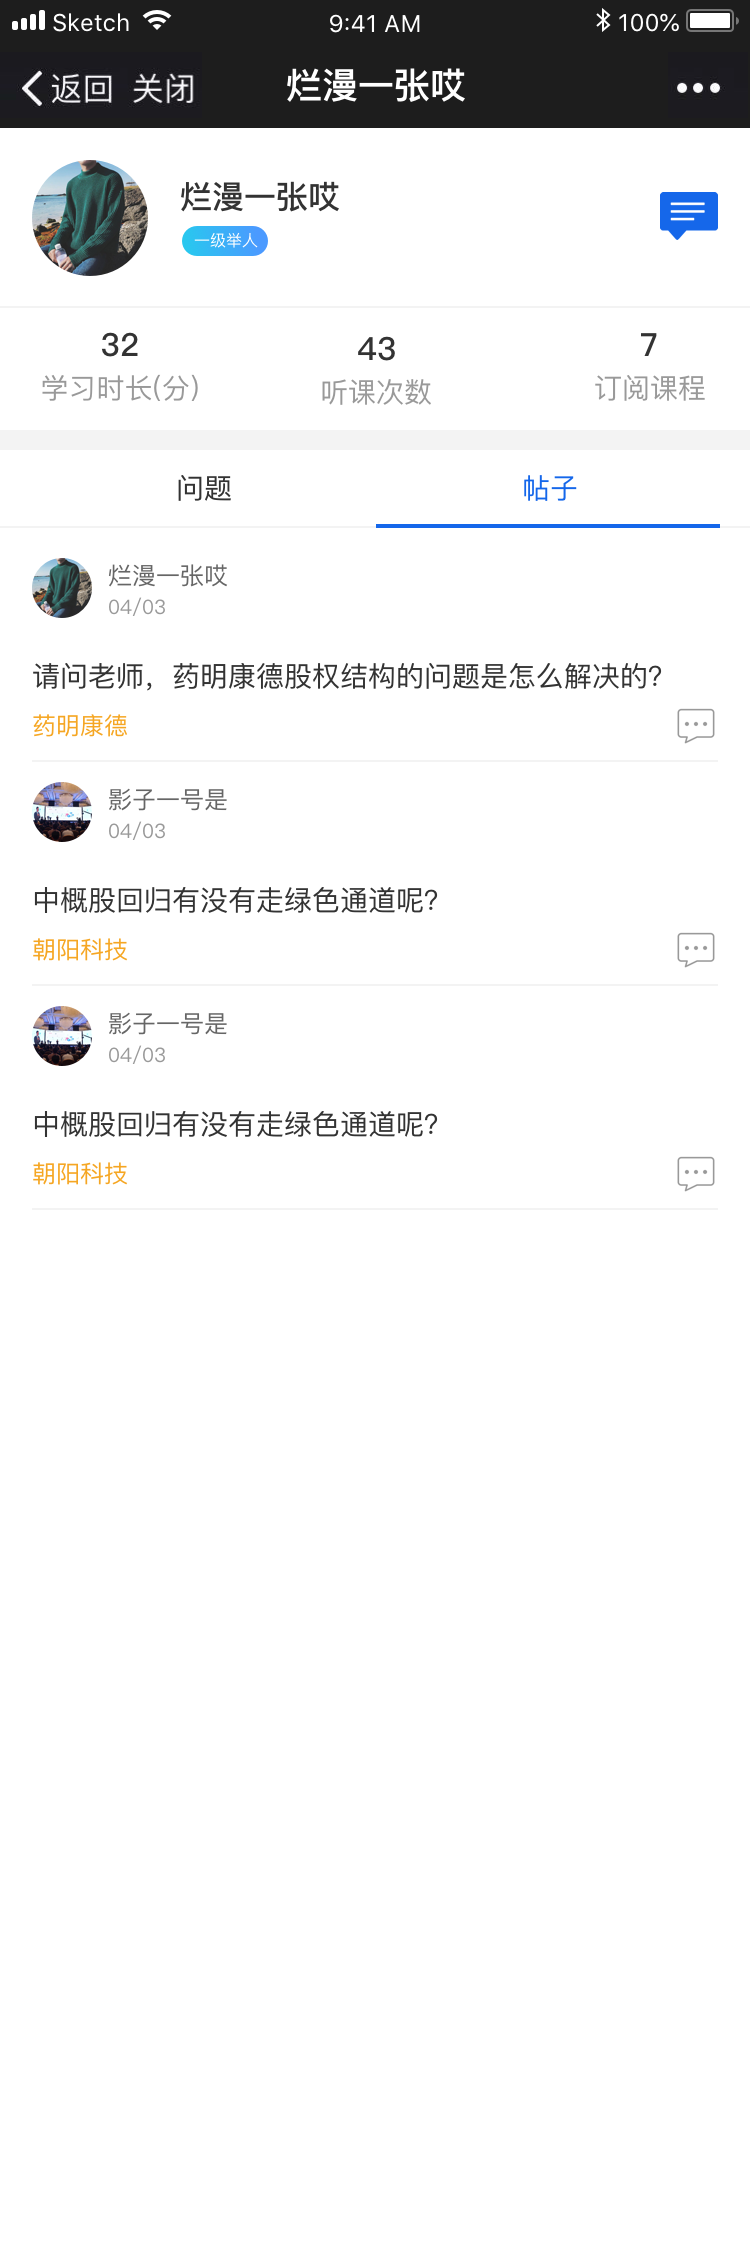 Sketch 9:41 AM 100%
返回 关闭 烂漫一张哎
烂漫一张哎
一级举人
32 43 7
学习时长(分) 听课次数 订阅课程
问题 帖子
烂漫一张哎
04/03
请问老师，药明康德股权结构的问题是怎么解决的?
药明康德
影子一号是
04/03
中概股回归有没有走绿色通道呢?
朝阳科技
影子一号是
04/03
中概股回归有没有走绿色通道呢?
朝阳科技